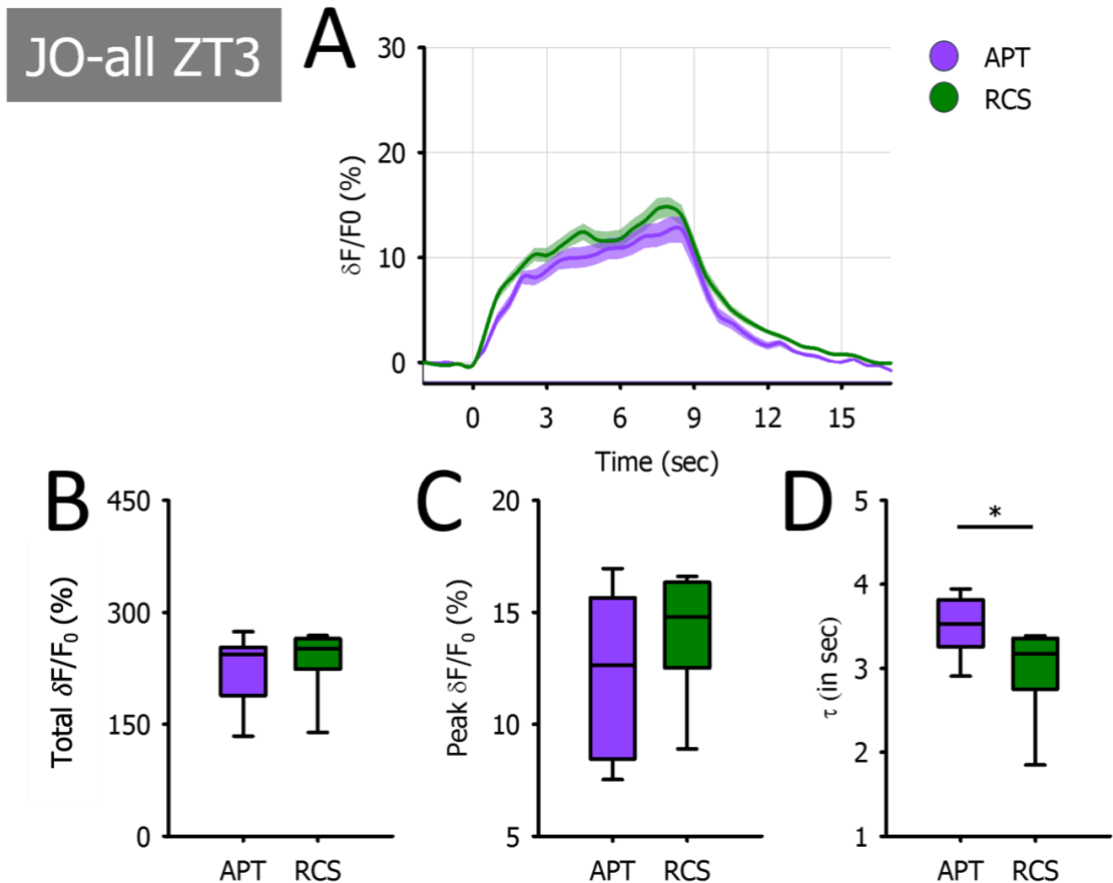 JO-all ZT3
A
APT
RCS
30
20
10
0
δF/F0 (%)
0 3 6 9 12 15
Time (sec)
B
450
300
150
0
Total δF/F₀ (%)
APT RCS
C
20
15
10
5
Peak δF/F₀ (%)
APT RCS
D
*
5
4
3
2
1
τ (in sec)
APT RCS